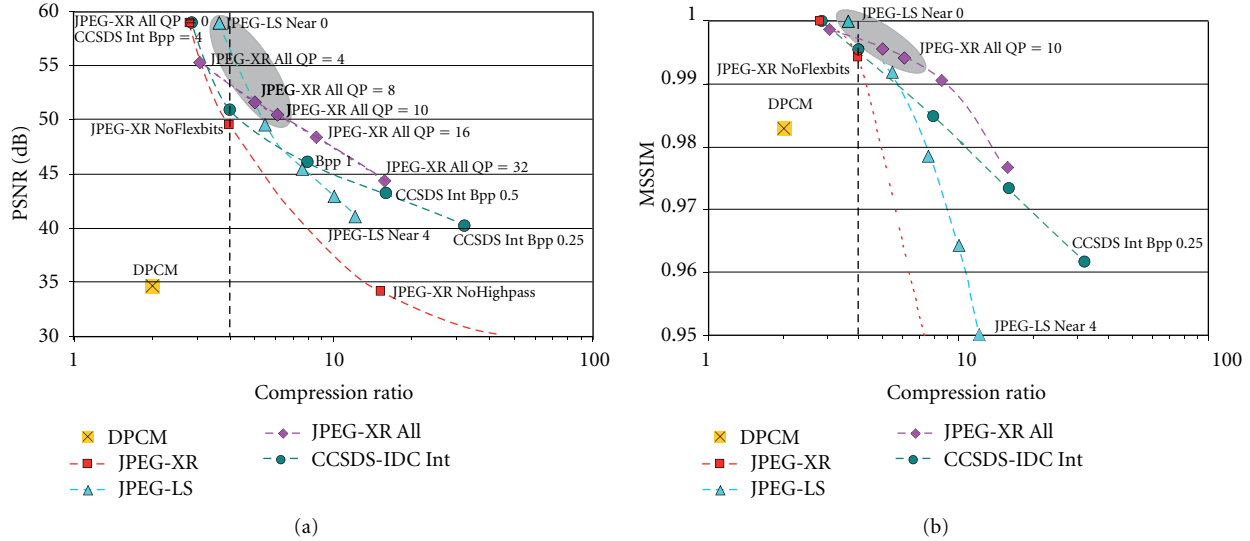 JPEG-XR All QP = 0
CCSDS Int Bpp = 4
JPEG-LS Near 0
JPEG-XR All QP = 4
JPEG-XR All QP = 8
JPEG-XR All QP = 10
JPEG-XR NoFlexbits
JPEG-XR All QP = 16
Bpp 1
JPEG-XR All QP = 32
CCSDS Int Bpp 0.5
JPEG-LS Near 4
CCSDS Int Bpp 0.25
DPCM
JPEG-XR NoHighpass
60
55
50
45
40
35
30
PSNR (dB)
1
10
100
Compression ratio
DPCM
JPEG-XR
JPEG-LS
JPEG-XR All
CCSDS-IDC Int
(a)
JPEG-LS Near 0
JPEG-XR All QP = 10
JPEG-XR NoFlexbits
DPCM
CCSDS Int Bpp 0.25
JPEG-LS Near 4
1
0.99
0.98
0.97
0.96
0.95
MSSIM
1
10
100
Compression ratio
DPCM
JPEG-XR
JPEG-LS
JPEG-XR All
CCSDS-IDC Int
(b)